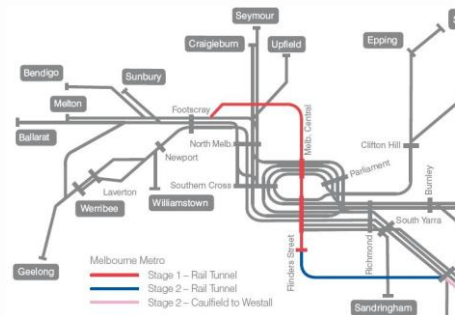 Seymour
Craigieburn
Upfield
Epping
Bendigo
Sunbury
Melton
Footscray
Ballarat
North Melb.
Melb. Central
Clifton Hill
Newport
Parliament
Southern Cross
Burnley
Laverton
Werribee
Williamstown
South Yarra
Geelong
Flinders Street
Richmond
Sandringham
Melbourne Metro
Stage 1 – Rail Tunnel
Stage 2 – Rail Tunnel
Stage 2 – Caulfield to Westall